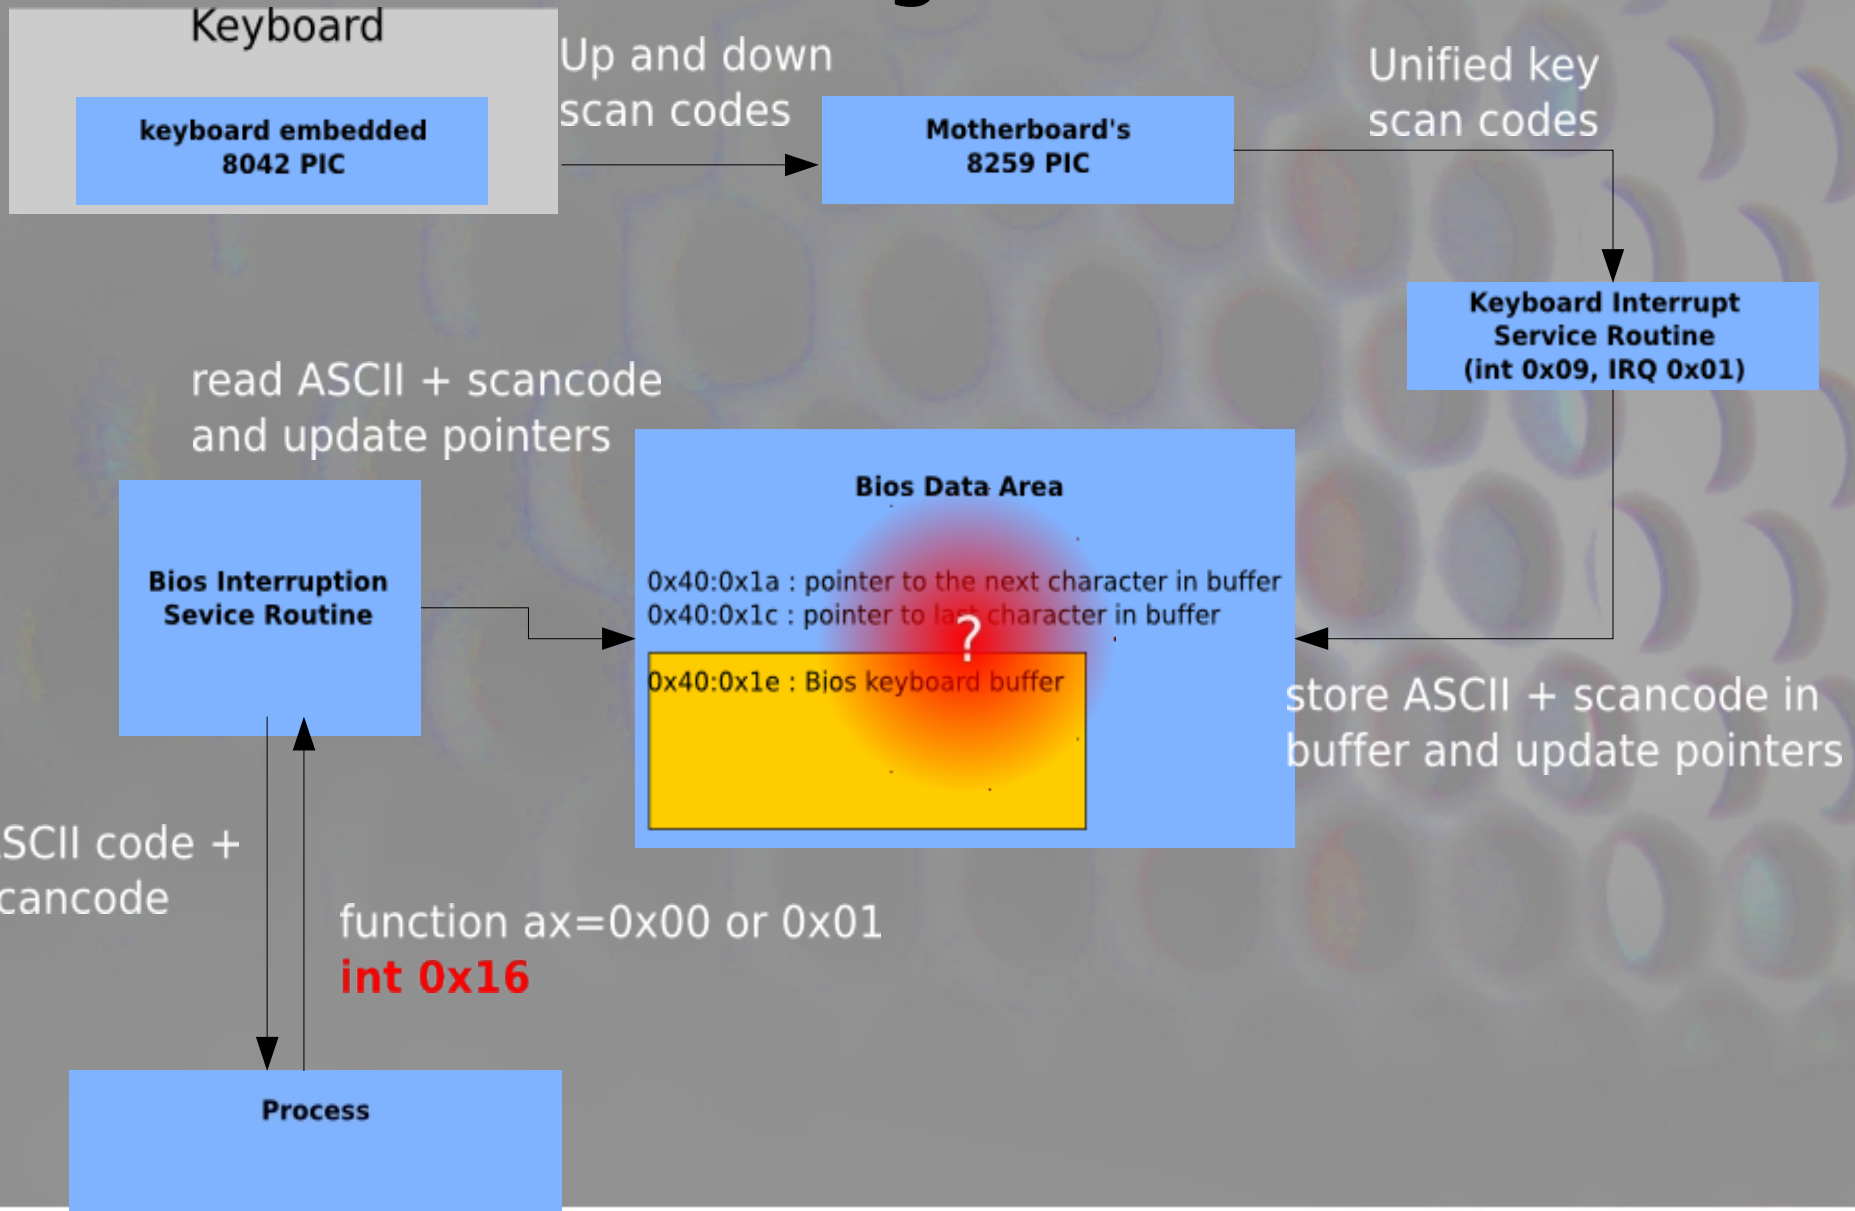 Keyboard
keyboard embedded
8042 PIC
Up and down
scan codes
Motherboard's
8259 PIC
Unified key
scan codes
Keyboard Interrupt
Service Routine
(int 0x09, IRQ 0x01)
read ASCII + scancode
and update pointers
Bios Interruption
Sevice Routine
Bios Data Area
0x40:0x1a : pointer to the next character in buffer
0x40:0x1c : pointer to last character in buffer
?
0x40:0x1e : Bios keyboard buffer
store ASCII + scancode in
buffer and update pointers
SCII code +
cancode
function ax=0x00 or 0x01
int 0x16
Process